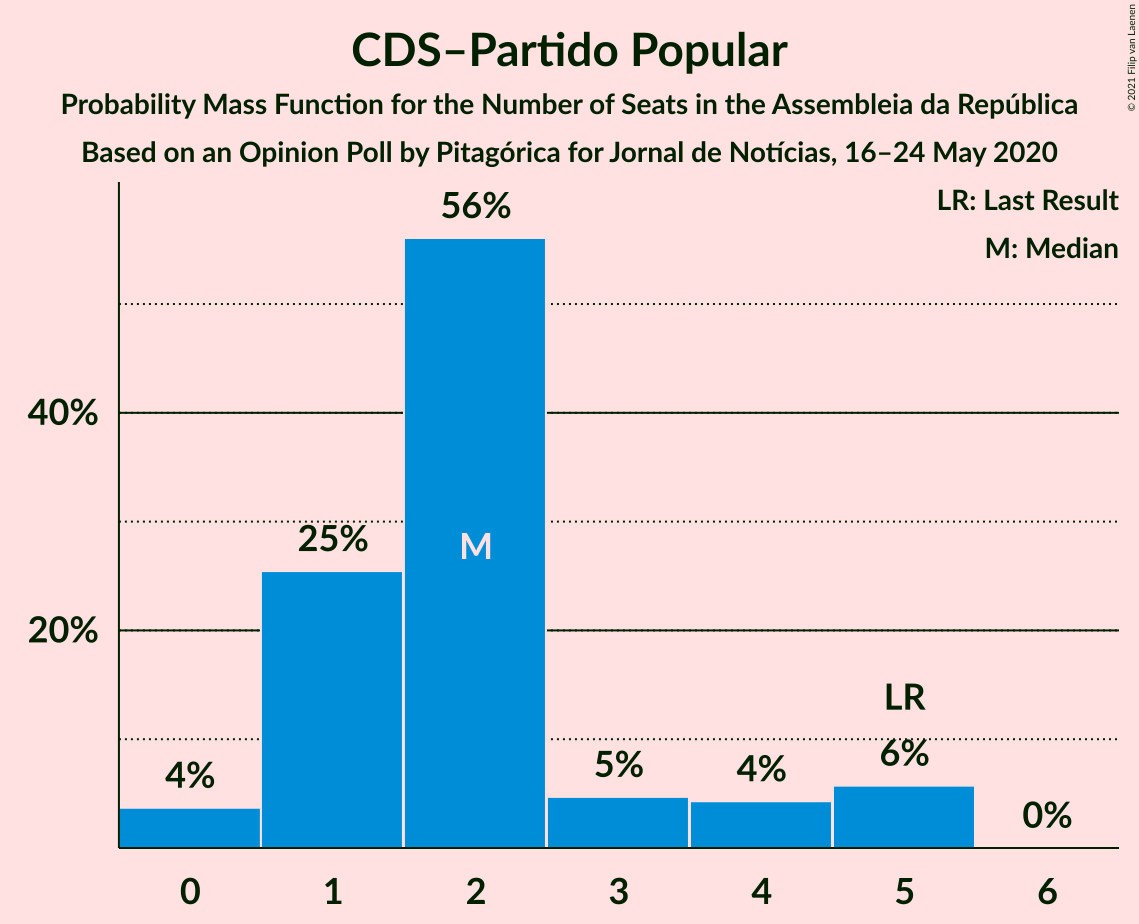 CDS–Partido Popular
Probability Mass Function for the Number of Seats in the Assembleia da República
Based on an Opinion Poll by Pitagórica for Jornal de Notícias, 16–24 May 2020
© 2021 Filip van Laenen
LR: Last Result
M: Median
56%
40%
25%
M
20%
LR
4%
5%
4%
6%
0%
0 1 2 3 4 5 6